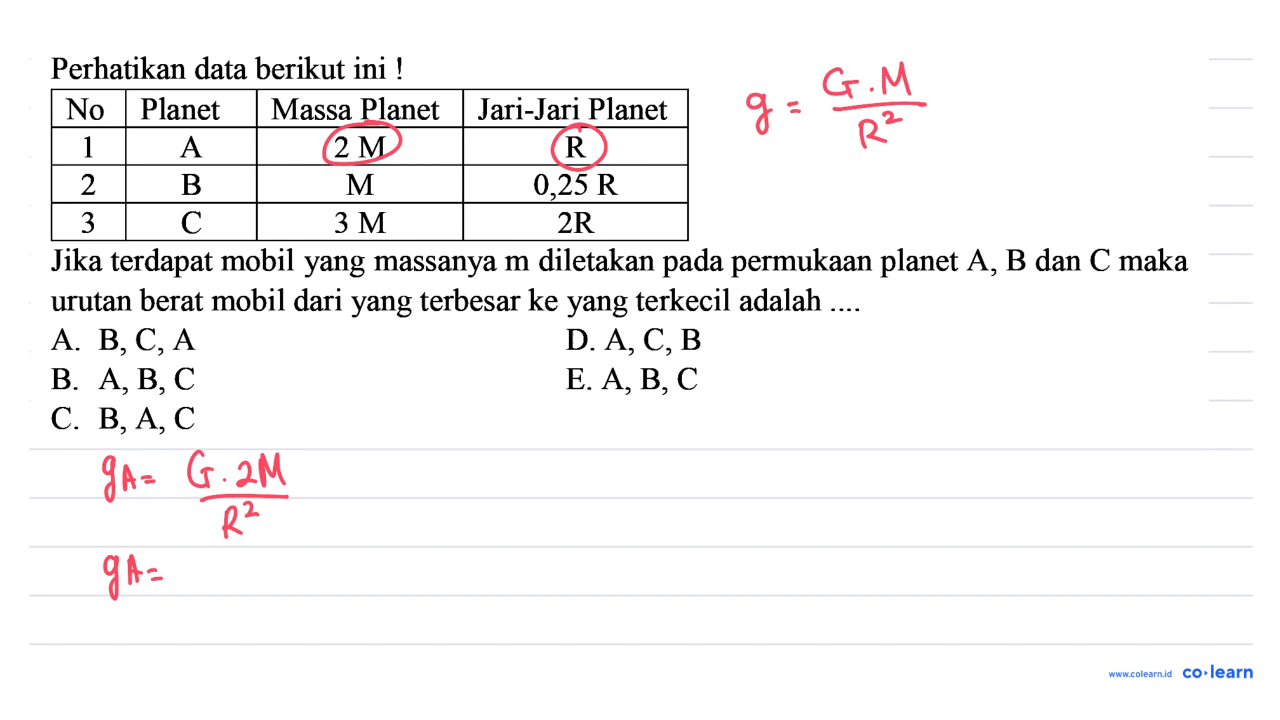 Perhatikan data berikut ini !
No Planet Massa Planet Jari-Jari Planet
1 A 2 M R
2 B M 0,25 R
3 C 3 M 2R
g = G.M / R²
Jika terdapat mobil yang massanya m diletakan pada permukaan planet A, B dan C maka
urutan berat mobil dari yang terbesar ke yang terkecil adalah ....
A. B, C, A D. A, C, B
B. A, B, C E. A, B, C
C. B, A, C
gA = G.2M / R²
gA =
www.colearn.id co·learn